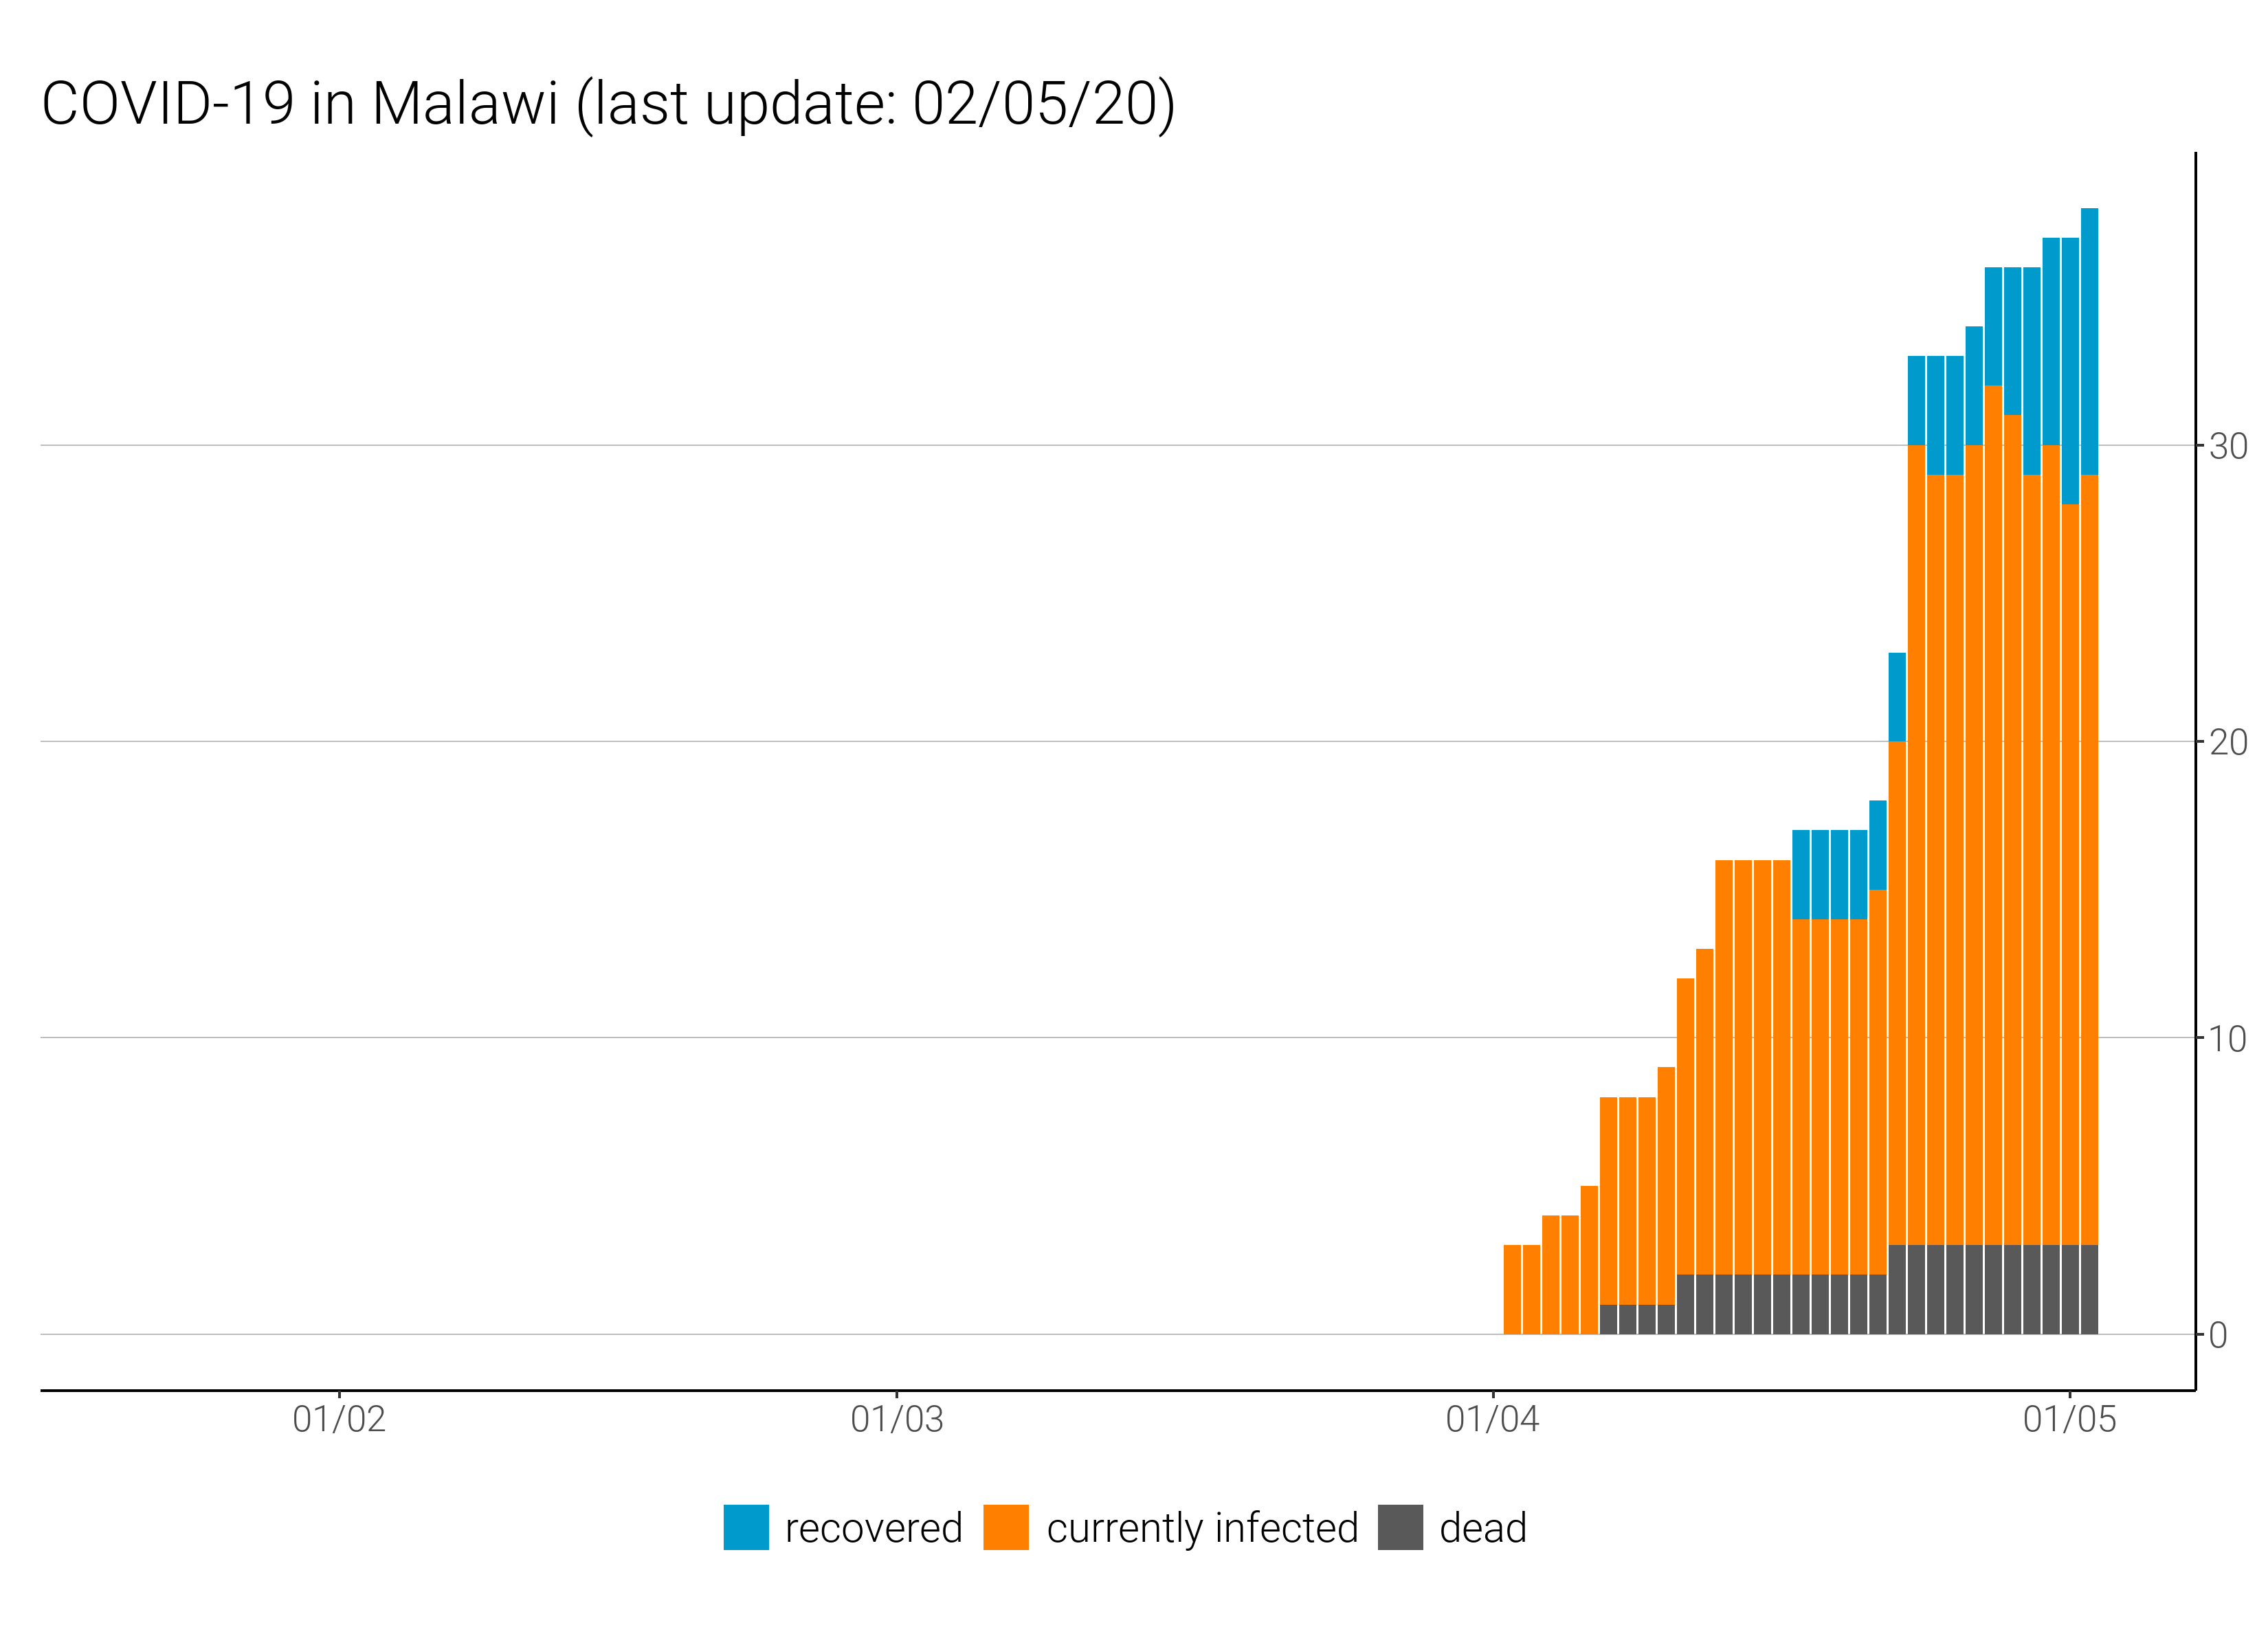 COVID-19 in Malawi (last update: 02/05/20)
30
20
10
0
01/02 01/03 01/04 01/05
recovered currently infected dead